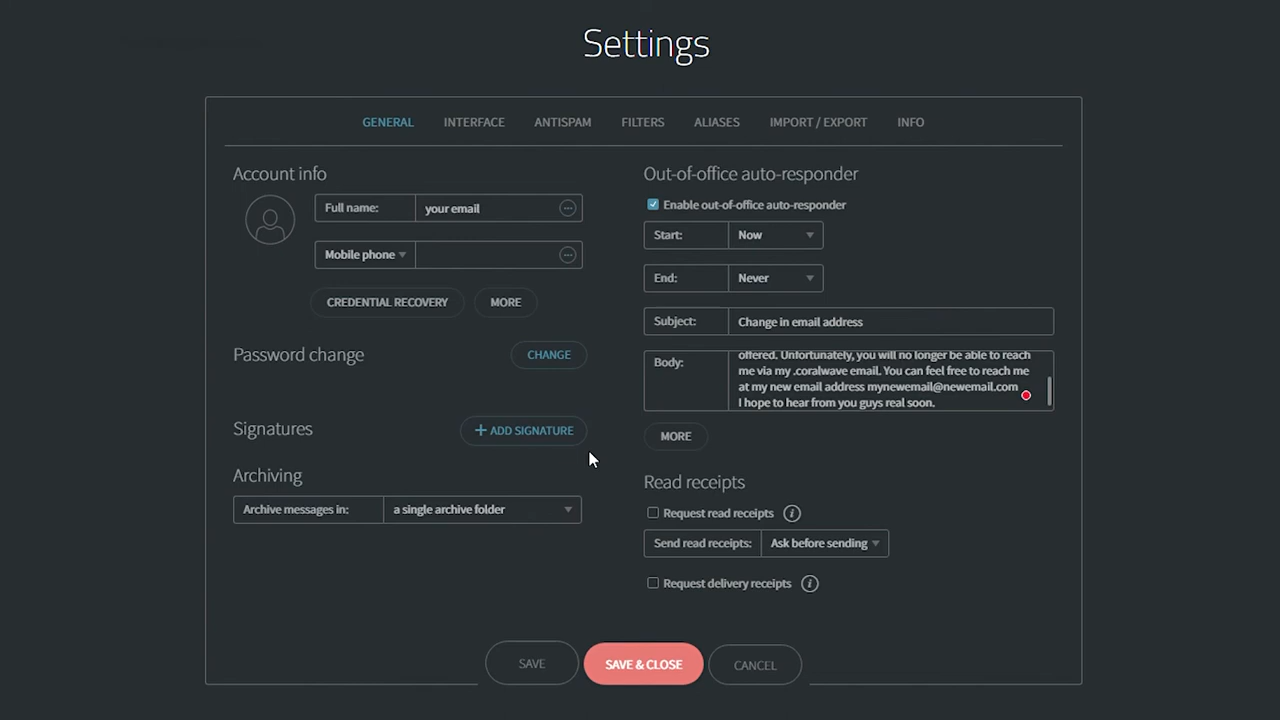 Settings
GENERAL INTERFACE ANTISPAM FILTERS ALIASES IMPORT / EXPORT INFO
Account info
Full name: your email
Mobile phone
CREDENTIAL RECOVERY MORE
Password change CHANGE
Signatures + ADD SIGNATURE
Archiving
Archive messages in: a single archive folder
Out-of-office auto-responder
Enable out-of-office auto-responder
Start: Now
End: Never
Subject: Change in email address
Body:
offered. Unfortunately, you will no longer be able to reach
me via my .coralwave email. You can feel free to reach me
at my new email address mynewemail@newemail.com
I hope to hear from you guys real soon.
MORE
Read receipts
Request read receipts i
Send read receipts: Ask before sending
Request delivery receipts i
SAVE SAVE & CLOSE CANCEL